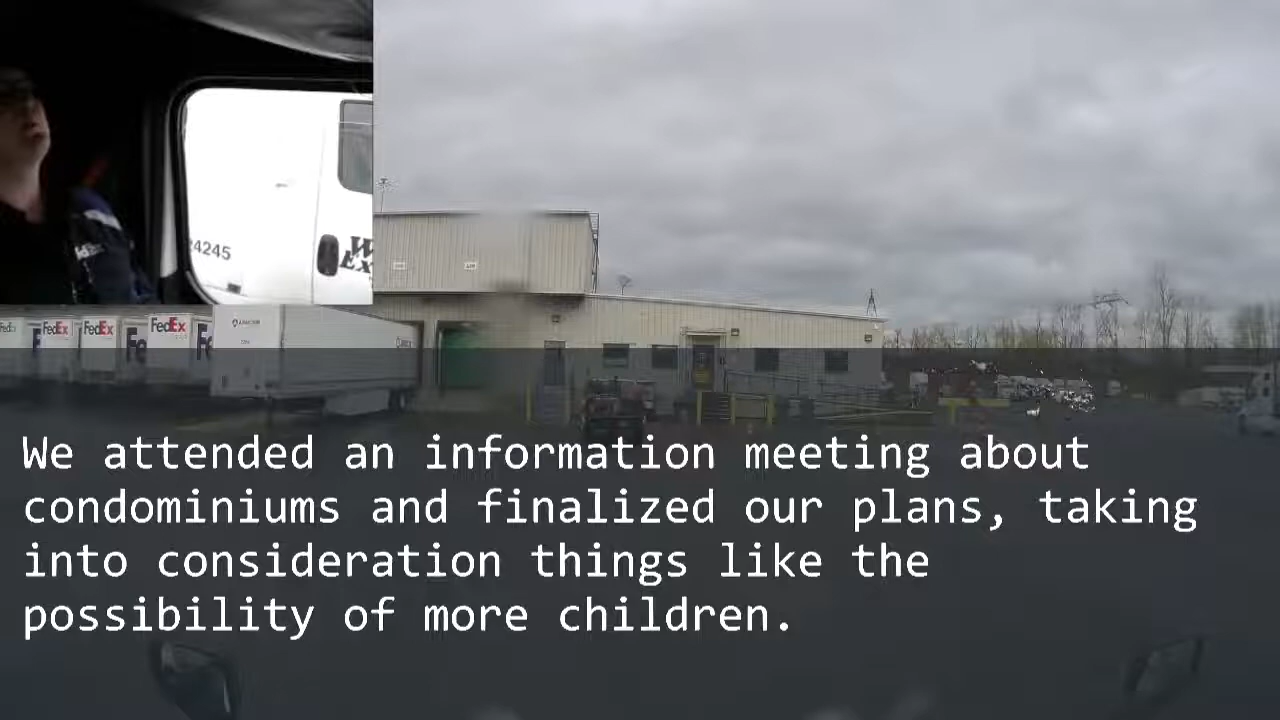 4245
FedEx
FedEx
FedEx
We attended an information meeting about
condominiums and finalized our plans, taking
into consideration things like the
possibility of more children.